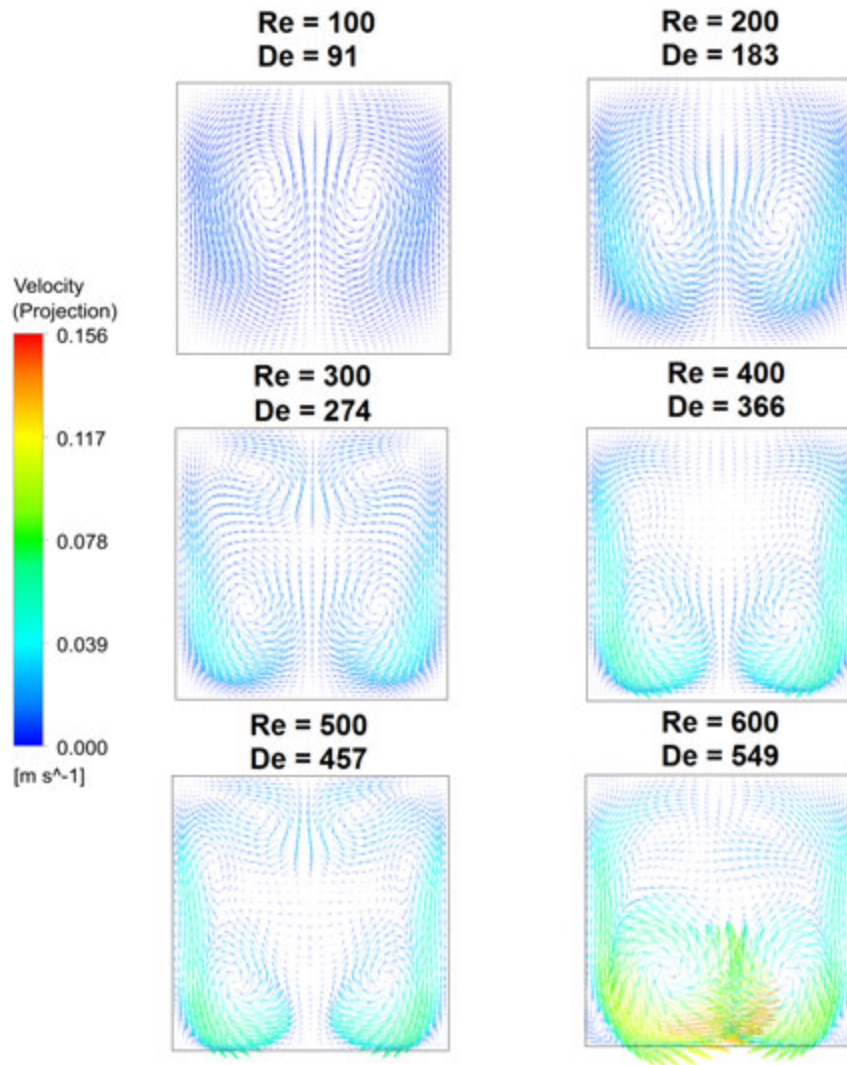 Re = 100
De = 91
Re = 200
De = 183
Velocity
(Projection)
0.156
0.117
0.078
0.039
0.000
[m s^-1]
Re = 300
De = 274
Re = 400
De = 366
Re = 500
De = 457
Re = 600
De = 549